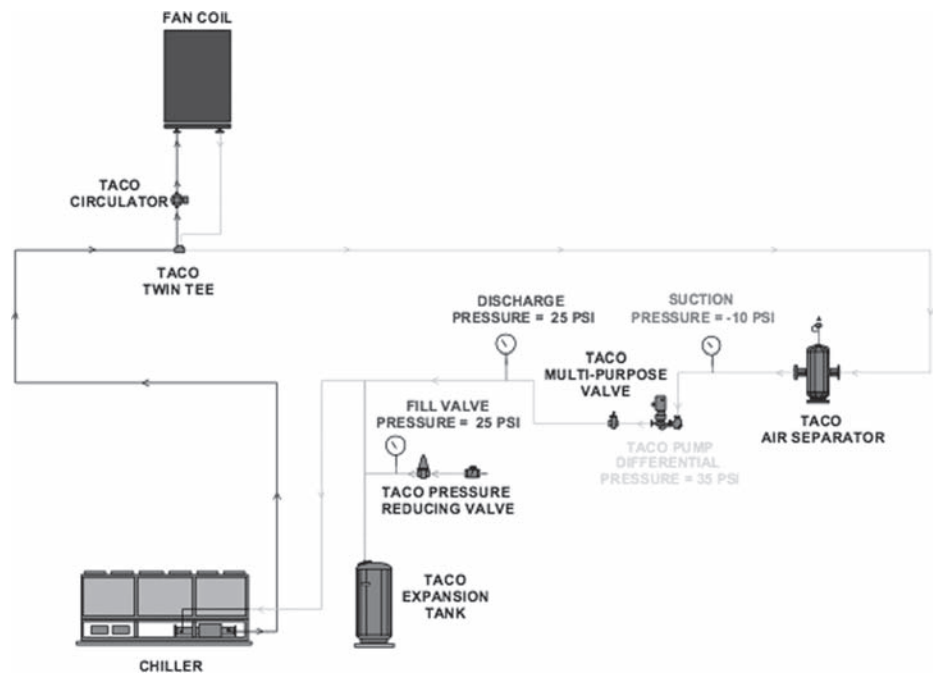 FAN COIL
TACO
CIRCULATOR
TACO
TWIN TEE
DISCHARGE
PRESSURE = 25 PSI
SUCTION
PRESSURE = -10 PSI
TACO
MULTI-PURPOSE
VALVE
TACO
AIR SEPARATOR
FILL VALVE
PRESSURE = 25 PSI
TACO PUMP
DIFFERENTIAL
PRESSURE = 35 PSI
TACO PRESSURE
REDUCING VALVE
TACO
EXPANSION
TANK
CHILLER